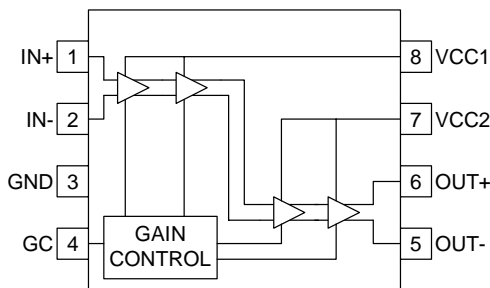 IN+ 1 8 VCC1
IN- 2 7 VCC2
GND 3 6 OUT+
GC 4 GAIN CONTROL 5 OUT-